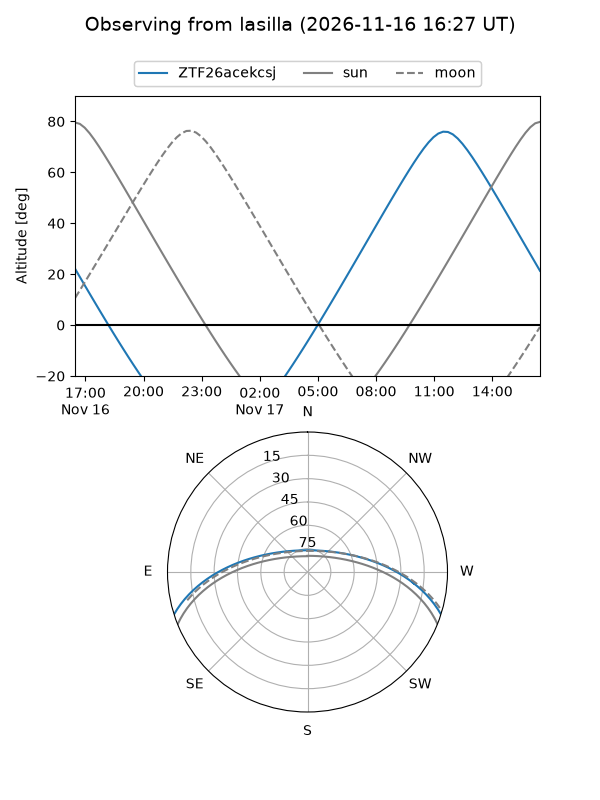 Observing from lasilla (2026-11-16 16:27 UT)
ZTF26acekcsj
sun
moon
Altitude [deg]
80
60
40
20
0
−20
17:00
Nov 16
20:00
23:00
02:00
Nov 17
05:00
08:00
11:00
14:00
N
NE
NW
15
30
45
60
75
E
W
SE
SW
S